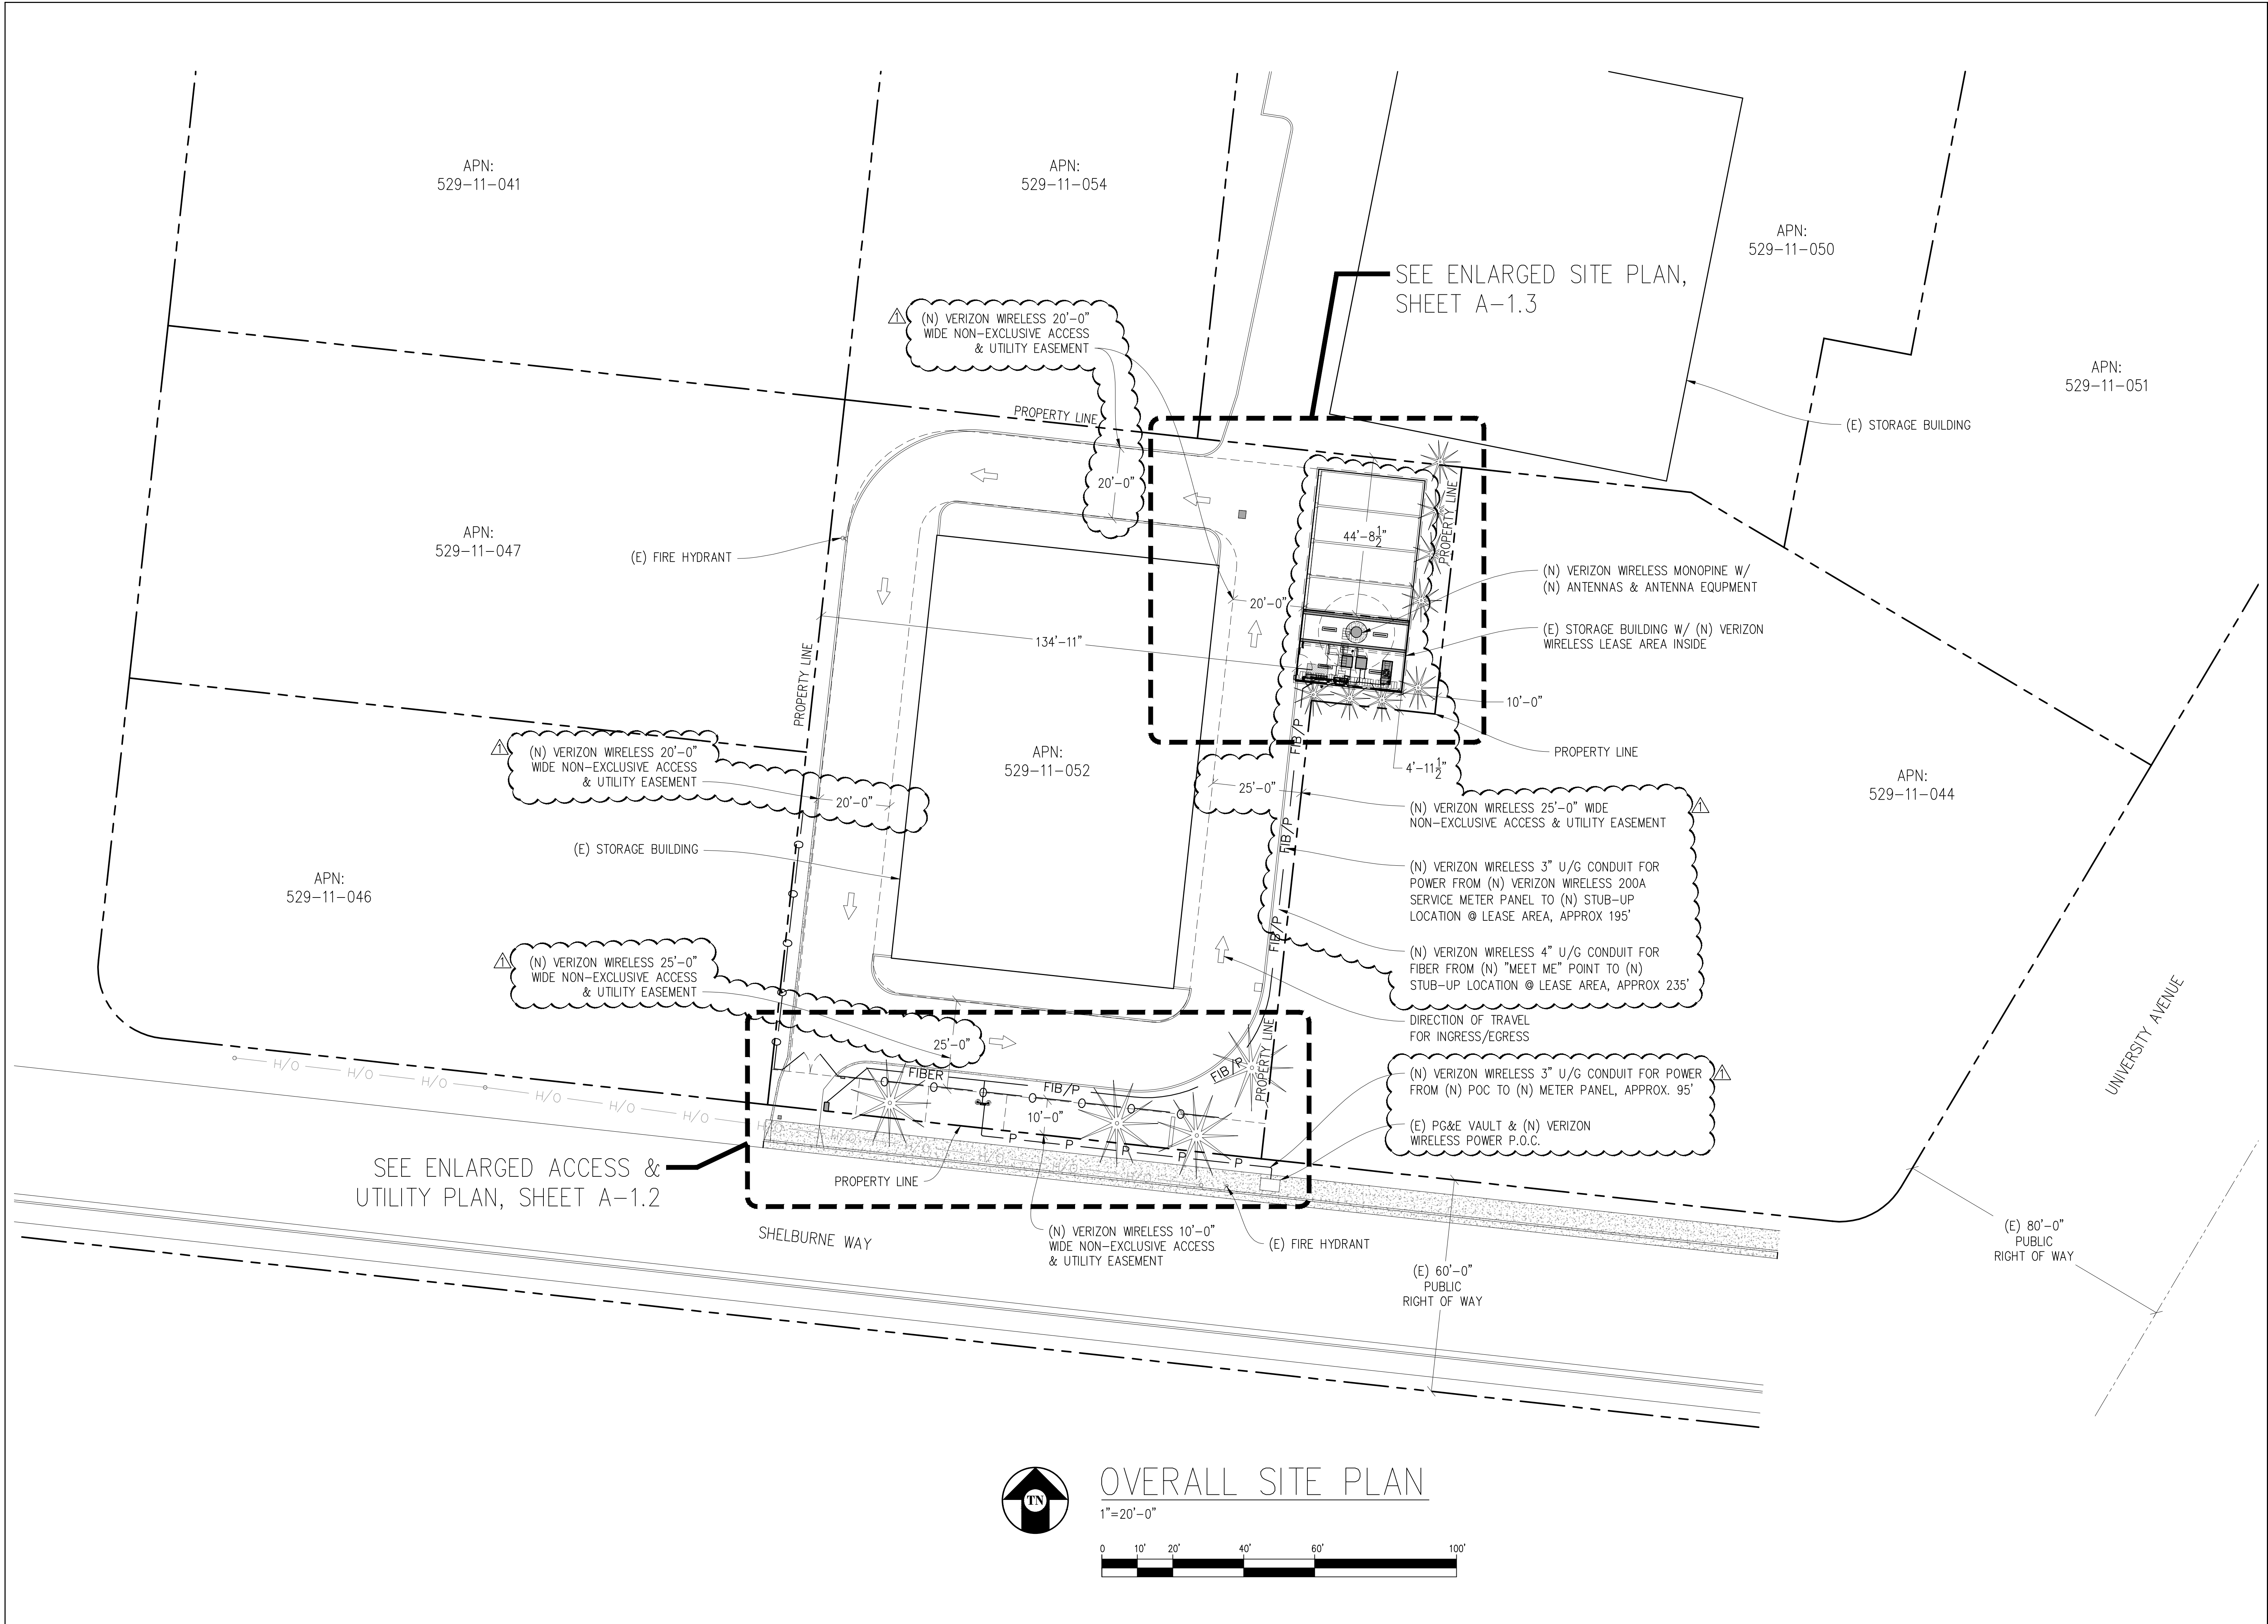 APN:
529-11-041
APN:
529-11-054
APN:
529-11-050
SEE ENLARGED SITE PLAN,
SHEET A-1.3
(N) VERIZON WIRELESS 20'-0"
WIDE NON-EXCLUSIVE ACCESS
& UTILITY EASEMENT
1
APN:
529-11-051
PROPERTY LINE
(E) STORAGE BUILDING
20'-0"
PROPERTY LINE
APN:
529-11-047
(E) FIRE HYDRANT
44'-8 1/2"
(N) VERIZON WIRELESS MONOPINE W/
(N) ANTENNAS & ANTENNA EQUPMENT
20'-0"
134'-11"
(E) STORAGE BUILDING W/ (N) VERIZON
WIRELESS LEASE AREA INSIDE
PROPERTY LINE
10'-0"
FIB/P
PROPERTY LINE
1
(N) VERIZON WIRELESS 20'-0"
WIDE NON-EXCLUSIVE ACCESS
& UTILITY EASEMENT
20'-0"
APN:
529-11-052
4'-11 1/2"
25'-0"
APN:
529-11-044
(N) VERIZON WIRELESS 25'-0" WIDE
NON-EXCLUSIVE ACCESS & UTILITY EASEMENT
1
FIB/P
(E) STORAGE BUILDING
(N) VERIZON WIRELESS 3" U/G CONDUIT FOR
POWER FROM (N) VERIZON WIRELESS 200A
SERVICE METER PANEL TO (N) STUB-UP
LOCATION @ LEASE AREA, APPROX 195'
APN:
529-11-046
FIB/P
(N) VERIZON WIRELESS 4" U/G CONDUIT FOR
FIBER FROM (N) "MEET ME" POINT TO (N)
STUB-UP LOCATION @ LEASE AREA, APPROX 235'
1
(N) VERIZON WIRELESS 25'-0"
WIDE NON-EXCLUSIVE ACCESS
& UTILITY EASEMENT
25'-0"
DIRECTION OF TRAVEL
FOR INGRESS/EGRESS
UNIVERSITY AVENUE
PROPERTY LINE
H/O H/O H/O H/O H/O H/O H/O
FIBER
FIB/P
FIB/P
(N) VERIZON WIRELESS 3" U/G CONDUIT FOR POWER
FROM (N) POC TO (N) METER PANEL, APPROX. 95'
1
10'-0"
P P P P P
H/O H/O H/O
(E) PG&E VAULT & (N) VERIZON
WIRELESS POWER P.O.C.
SEE ENLARGED ACCESS &
UTILITY PLAN, SHEET A-1.2
PROPERTY LINE
SHELBURNE WAY
(N) VERIZON WIRELESS 10'-0"
WIDE NON-EXCLUSIVE ACCESS
& UTILITY EASEMENT
(E) FIRE HYDRANT
(E) 60'-0"
PUBLIC
RIGHT OF WAY
(E) 80'-0"
PUBLIC
RIGHT OF WAY
TN
OVERALL SITE PLAN
1"=20'-0"
0 10' 20' 40' 60' 100'